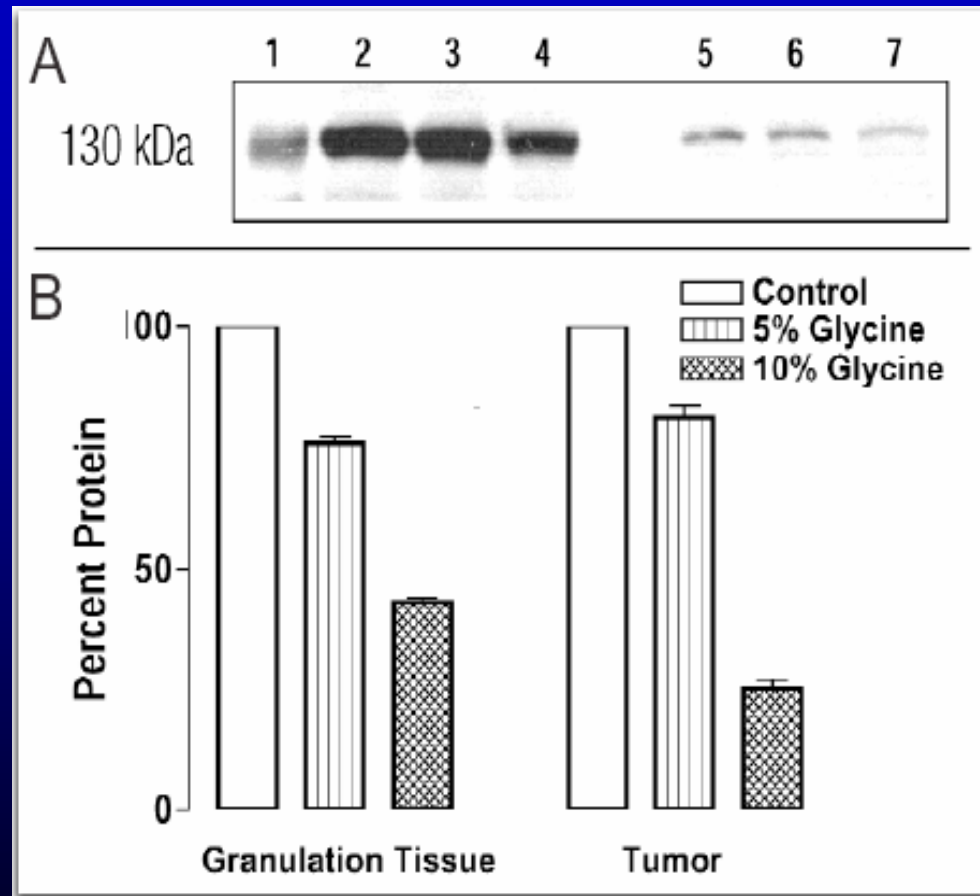 A
1 2 3 4 5 6 7
130 kDa
B
Control
5% Glycine
10% Glycine
00
50
0
Percent Protein
Granulation Tissue Tumor